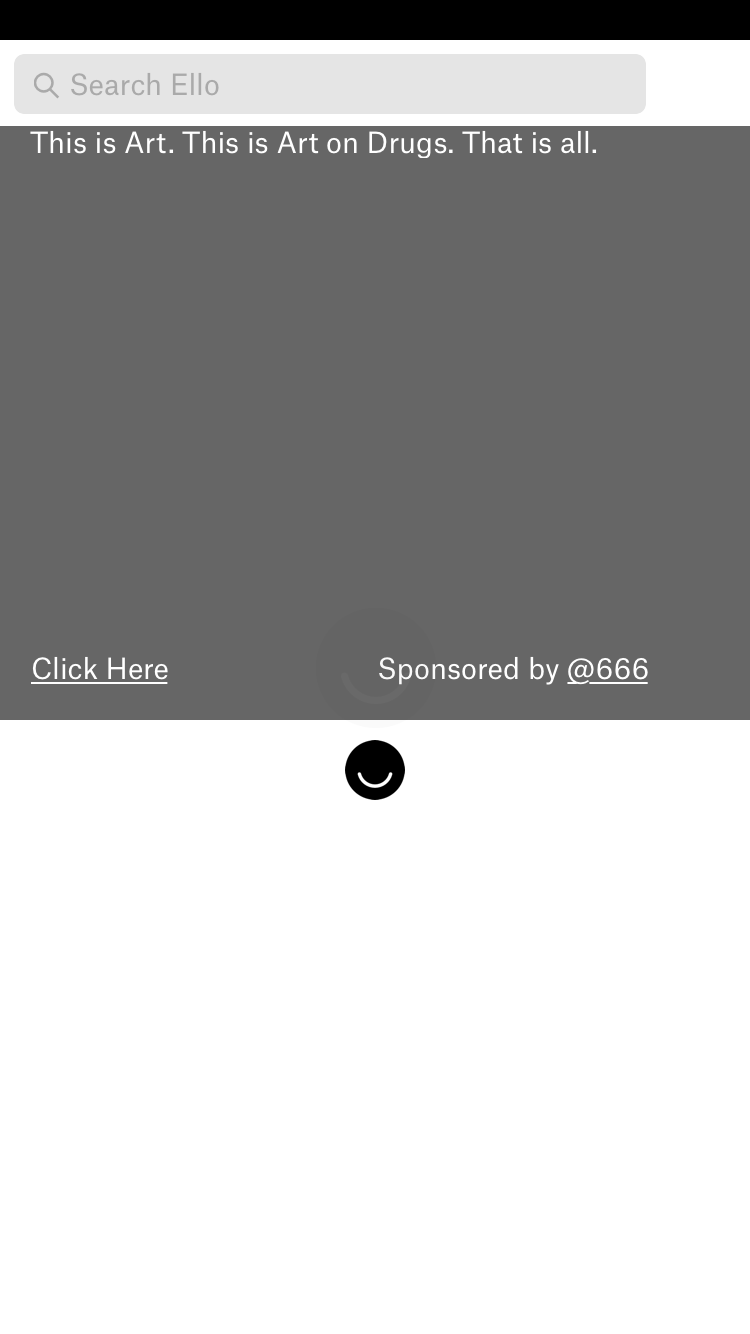 Search Ello
This is Art. This is Art on Drugs. That is all.
Click Here
Sponsored by @666